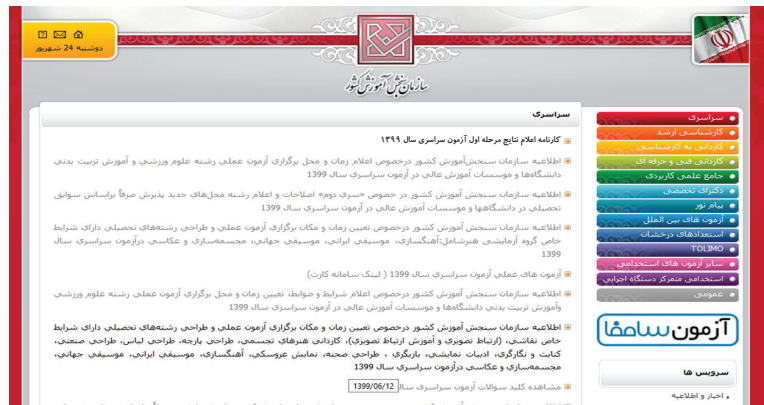 دوشنبه 24 شهریور
سازمان سنجش آموزش کشور
سراسری
کارشناسی ارشد
کاردانی به کارشناسی
کاردانی فنی و حرفه ای
جامع علمی کاربردی
دکترای تخصصی
پیام نور
آزمون های بین الملل
استعدادهای درخشان
TOLIMO
سایر آزمون های استخدامی
استخدامی متمرکز دستگاه اجرایی
عمومی
آزمون ساصفا
سرویس ها
اخبار و اطلاعیه
سراسری
کارنامه اعلام نتایج مرحله اول آزمون سراسری سال ۱۳۹۹
اطلاعیه سازمان سنجش‌آموزش کشور درخصوص اعلام زمان و محل برگزاری آزمون عملی رشته علوم ورزشی و آموزش تربیت بدنی
دانشگاه‌ها و موسسات آموزش عالی در آزمون سراسری سال 1399
اطلاعیه سازمان سنجش آموزش کشور در خصوص «سری دوم» اصلاحات و اعلام رشته محل‌های جدید پذیرش صرفاً براساس سوابق
تحصیلی در دانشگاهها و موسسات آموزش عالی در آزمون سراسری سال 1399
اطلاعیه سازمان سنجش آموزش کشور درخصوص تعیین زمان و مکان برگزاری آزمون عملی و طراحی رشته‌های تحصیلی دارای شرایط
خاص گروه آزمایشی هنرشامل:آهنگسازی، موسیقی ایرانی، موسیقی جهانی، مجسمه‌سازی و عکاسی درآزمون سراسری سال
1399
آزمون های عملی آزمون سراسری سال 1399 ( لینک سامانه کارت)
اطلاعیه سازمان سنجش آموزش کشور درخصوص اعلام شرایط و ضوابط، تعیین زمان و محل برگزاری آزمون عملی رشته علوم ورزشی
وآموزش تربیت بدنی دانشگاه‌ها و موسسات آموزش عالی در آزمون سراسری سال 1399
اطلاعیه سازمان سنجش آموزش کشور درخصوص تعیین زمان و مکان برگزاری آزمون عملی و طراحی رشته‌های تحصیلی دارای شرایط
خاص نقاشی، (ارتباط تصویری و آموزش ارتباط تصویری)، کاردانی هنرهای تجسمی، طراحی پارچه، طراحی لباس، طراحی صنعتی،
کتابت و نگارگری، ادبیات نمایشی، بازیگری ، طراحی صحنه، نمایش عروسکی، آهنگسازی، موسیقی ایرانی، موسیقی جهانی،
مجسمه‌سازی و عکاسی درآزمون سراسری سال 1399
مشاهده کلید سوالات آزمون سراسری سال
1399/06/12